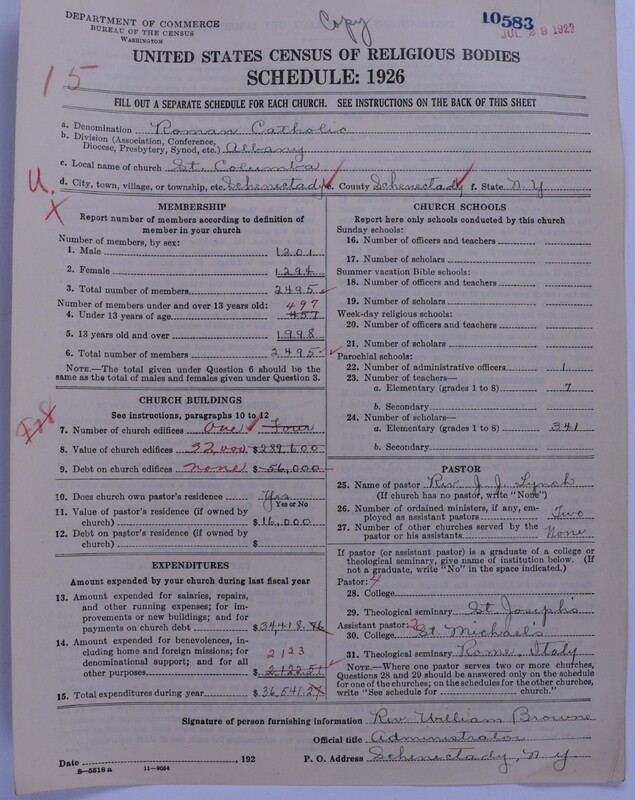 DEPARTMENT OF COMMERCE
BUREAU OF THE CENSUS
WASHINGTON
Copy
10583
JUL 29 1927
UNITED STATES CENSUS OF RELIGIOUS BODIES
SCHEDULE: 1926
15
FILL OUT A SEPARATE SCHEDULE FOR EACH CHURCH. SEE INSTRUCTIONS ON THE BACK OF THIS SHEET
a. Denomination Roman Catholic
b. Division (Association, Conference,
Diocese, Presbytery, Synod, etc.) Albany
c. Local name of church St. Columba
d. City, town, village, or township, etc. Schenectady e. County Schenectady f. State N.Y
U.
X
MEMBERSHIP
Report number of members according to definition of
member in your church
Number of members, by sex:
1. Male 1201
2. Female 1294
3. Total number of members 2495
Number of members under and over 13 years old: 497
4. Under 13 years of age 457
5. 13 years old and over 1998
6. Total number of members 2495
NOTE.—The total given under Question 6 should be the
same as the total of males and females given under Question 3.
CHURCH BUILDINGS
See instructions, paragraphs 10 to 12
7. Number of church edifices One Four
8. Value of church edifices 32000 $289,600
9. Debt on church edifices none $56,000
10. Does church own pastor's residence Yes
Yes or No
11. Value of pastor's residence (if owned by
church) $16,000
12. Debt on pastor's residence (if owned by
church) $
EXPENDITURES
Amount expended by your church during last fiscal year
13. Amount expended for salaries, repairs,
and other running expenses; for im-
provements or new buildings; and for
payments on church debt $34,418.76
14. Amount expended for benevolences,
including home and foreign missions; for
denominational support; and for all
other purposes 2123 $2,122.51
15. Total expenditures during year $36,541.27
CHURCH SCHOOLS
Report here only schools conducted by this church
Sunday schools:
16. Number of officers and teachers
17. Number of scholars
Summer vacation Bible schools:
18. Number of officers and teachers
19. Number of scholars
Week-day religious schools:
20. Number of officers and teachers
21. Number of scholars
Parochial schools:
22. Number of administrative officers 1
23. Number of teachers—
a. Elementary (grades 1 to 8) 7
b. Secondary
24. Number of scholars—
a. Elementary (grades 1 to 8) 341
b. Secondary
PASTOR
25. Name of pastor Rev J. J. Lynch
(If church has no pastor, write "None")
26. Number of ordained ministers, if any, em-
ployed as assistant pastors Two
27. Number of other churches served by the
pastor or his assistants None
If pastor (or assistant pastor) is a graduate of a college or
theological seminary, give name of institution below. (If
not a graduate, write "No" in the space indicated.)
Pastor: 4
28. College
29. Theological seminary St. Joseph's
Assistant pastor: 2
30. College St Michaels
31. Theological seminary Rome, Italy
NOTE.—Where one pastor serves two or more churches,
Questions 28 and 29 should be answered only on the schedule
for one of the churches; on the schedules for the other churches,
write "See schedule for ____ church."
Signature of person furnishing information Rev. William Browne
Official title Administrator
Date , 192 P. O. Address Schenectady, N.Y
8—5518a 11—9054